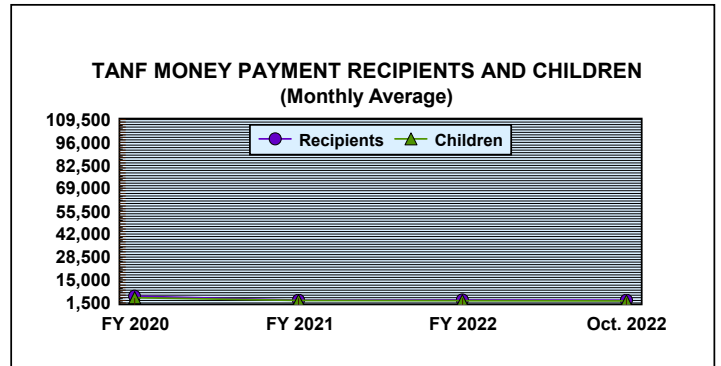 TANF MONEY PAYMENT RECIPIENTS AND CHILDREN
(Monthly Average)
109,500
96,000
82,500
69,000
55,500
42,000
28,500
15,000
1,500
Recipients Children
FY 2020 FY 2021 FY 2022 Oct. 2022